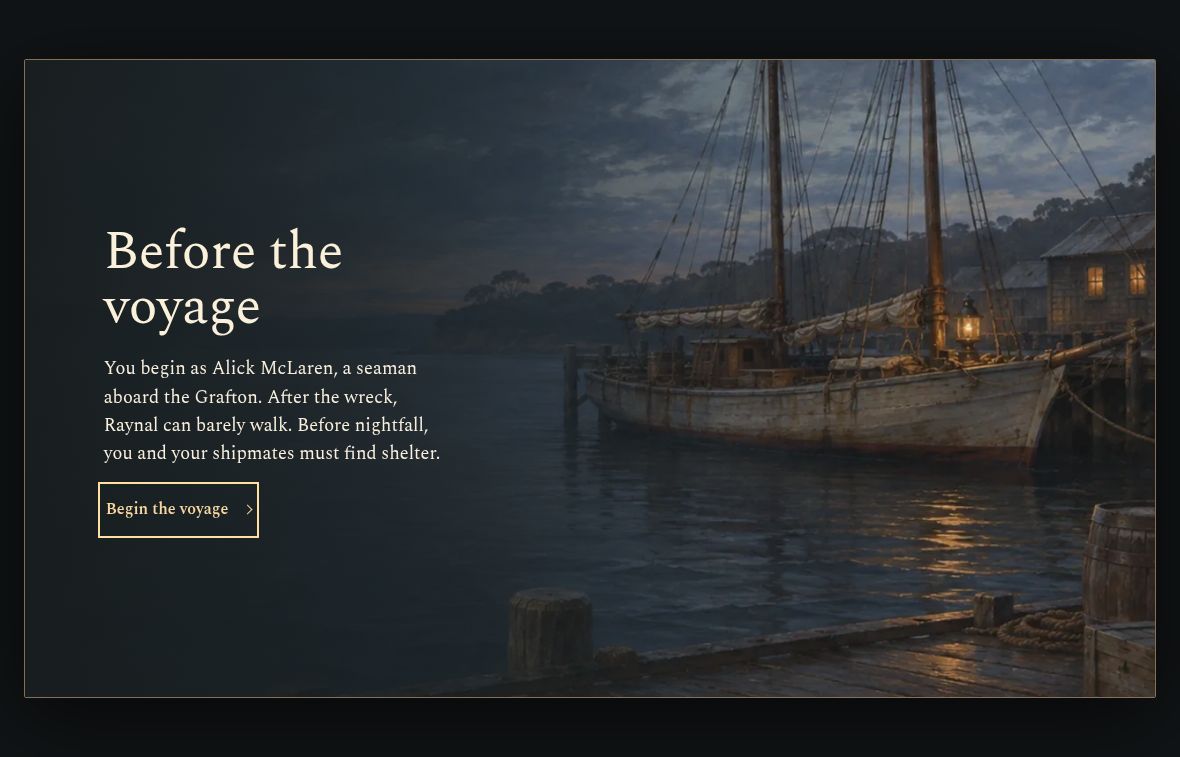 Before the
voyage
You begin as Alick McLaren, a seaman
aboard the Grafton. After the wreck,
Raynal can barely walk. Before nightfall,
you and your shipmates must find shelter.
Begin the voyage